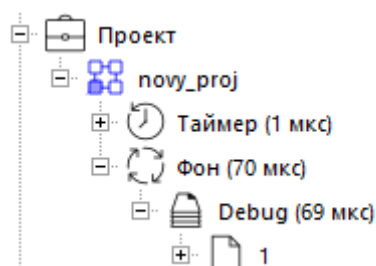 Проект
novy_proj
Таймер (1 мкс)
Фон (70 мкс)
Debug (69 мкс)
1